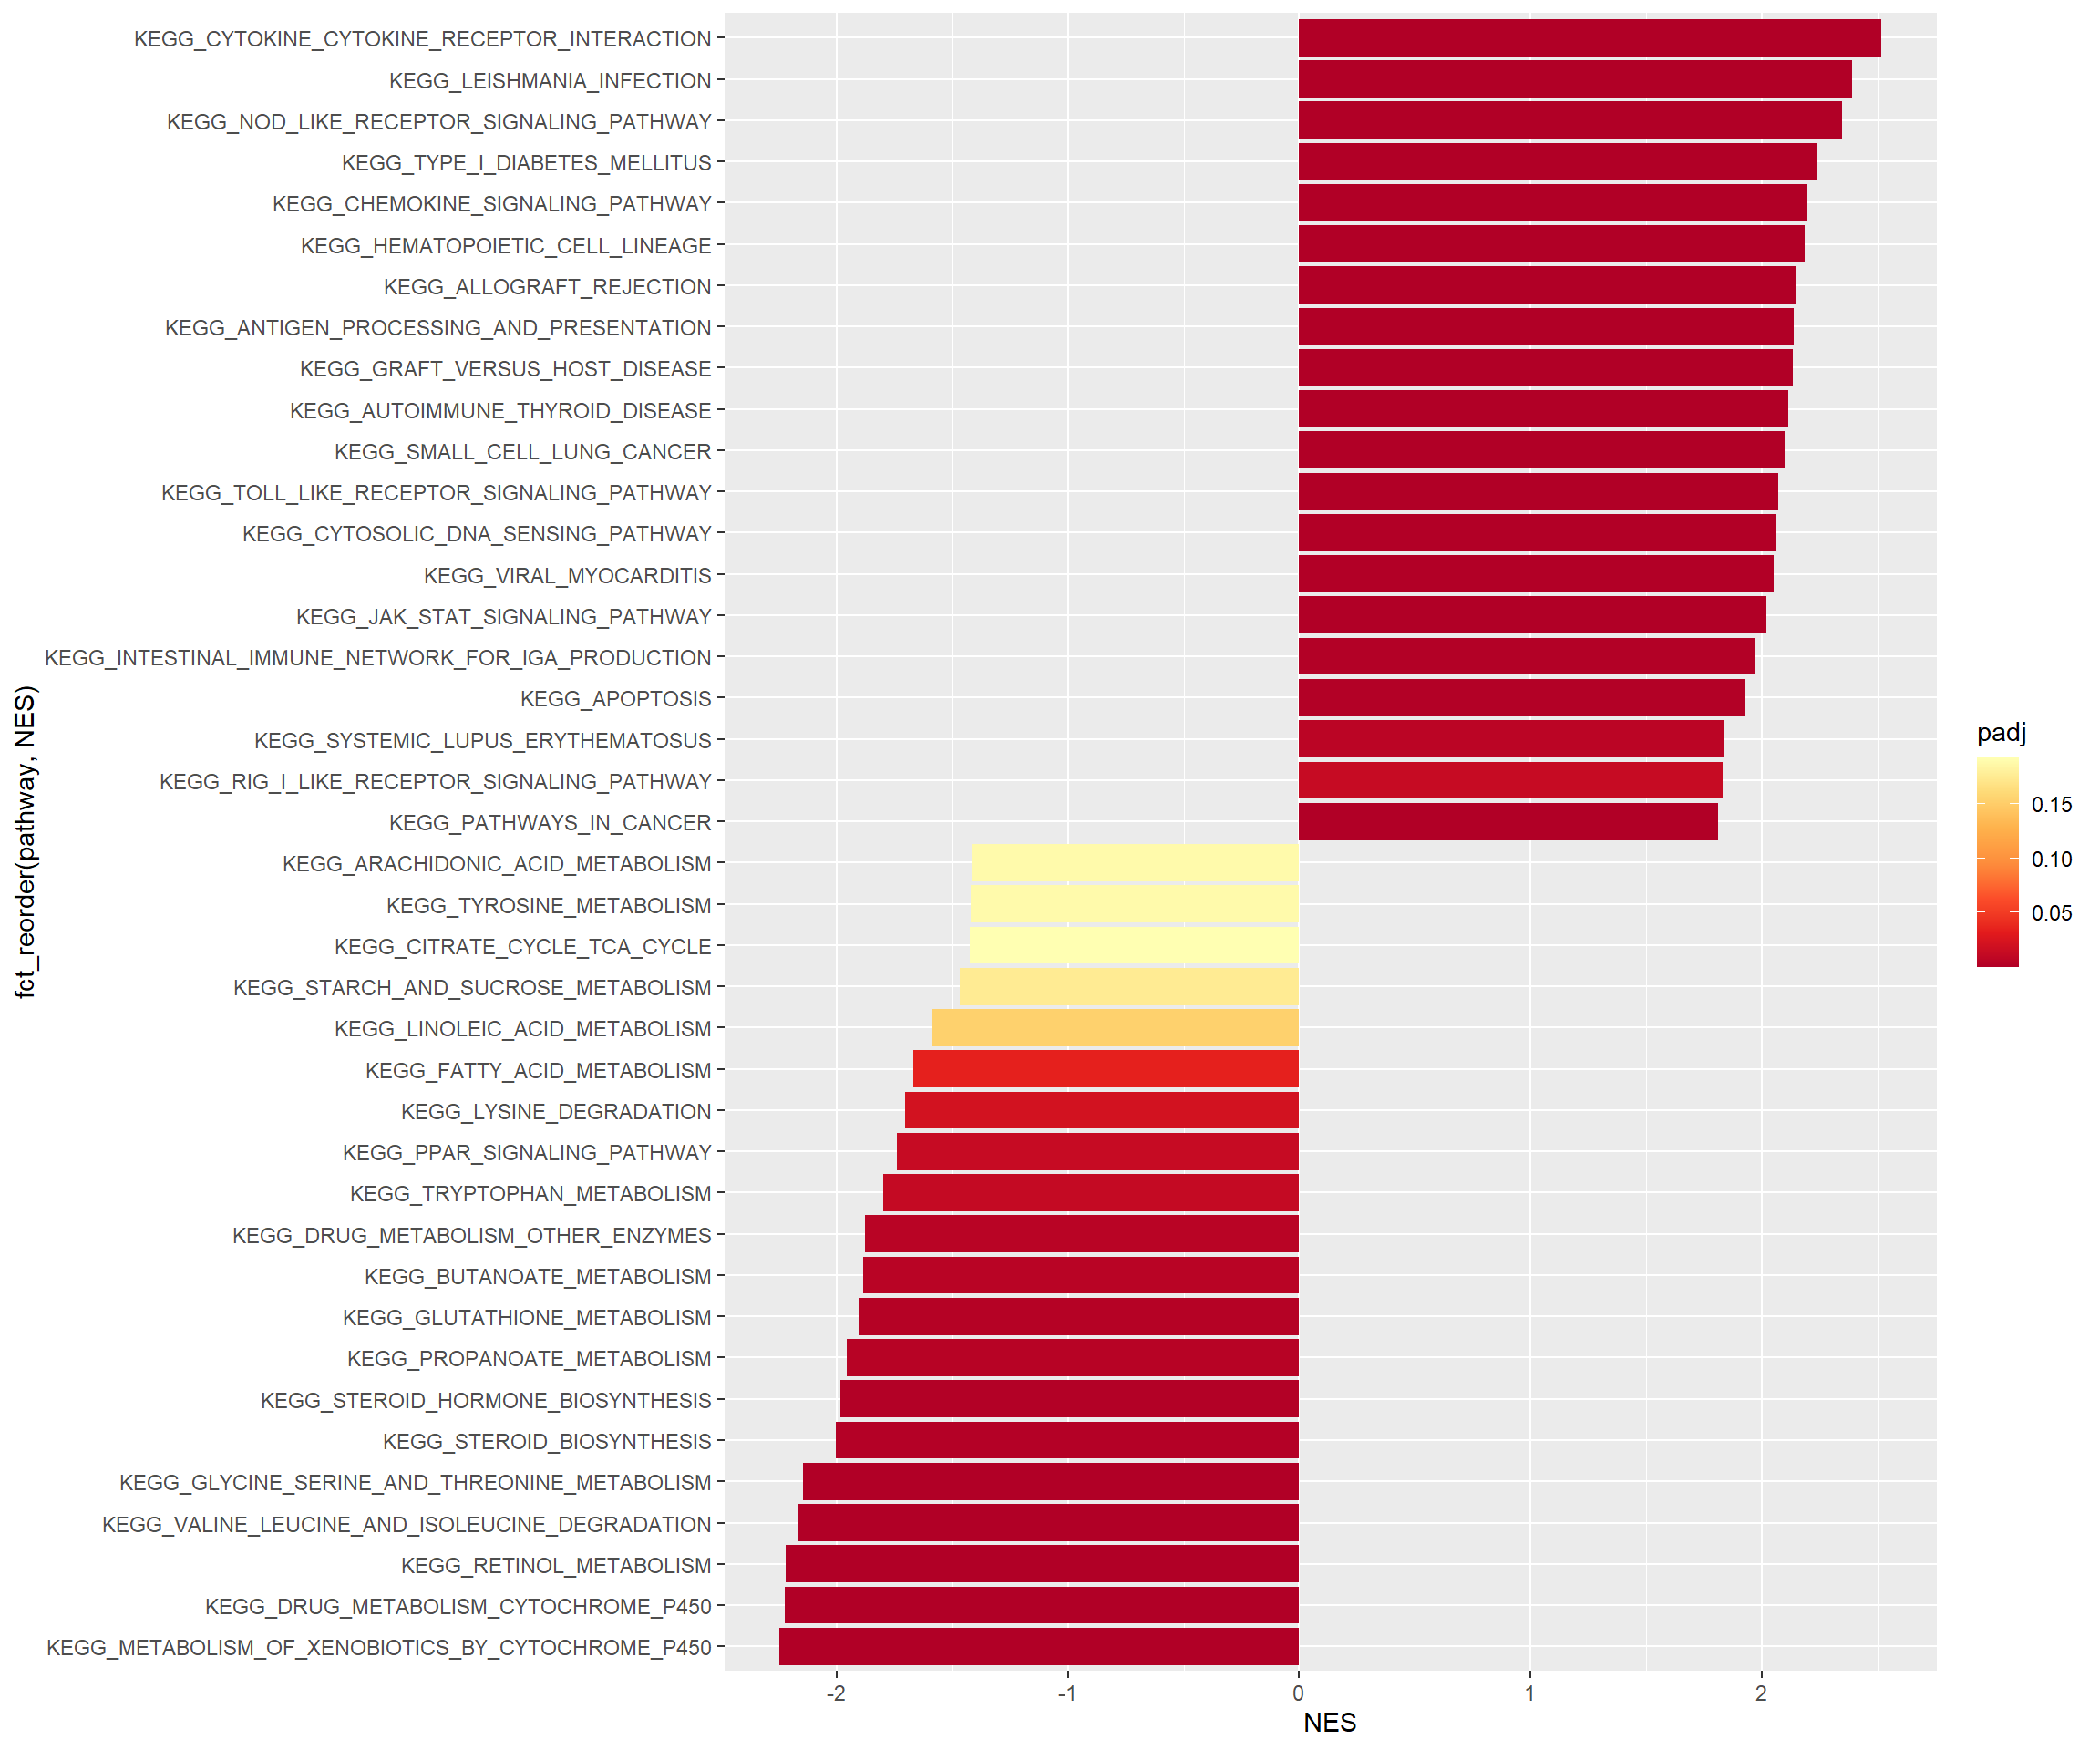 KEGG_CYTOKINE_CYTOKINE_RECEPTOR_INTERACTION
KEGG_LEISHMANIA_INFECTION
KEGG_NOD_LIKE_RECEPTOR_SIGNALING_PATHWAY
KEGG_TYPE_I_DIABETES_MELLITUS
KEGG_CHEMOKINE_SIGNALING_PATHWAY
KEGG_HEMATOPOIETIC_CELL_LINEAGE
KEGG_ALLOGRAFT_REJECTION
KEGG_ANTIGEN_PROCESSING_AND_PRESENTATION
KEGG_GRAFT_VERSUS_HOST_DISEASE
KEGG_AUTOIMMUNE_THYROID_DISEASE
KEGG_SMALL_CELL_LUNG_CANCER
KEGG_TOLL_LIKE_RECEPTOR_SIGNALING_PATHWAY
KEGG_CYTOSOLIC_DNA_SENSING_PATHWAY
KEGG_VIRAL_MYOCARDITIS
KEGG_JAK_STAT_SIGNALING_PATHWAY
KEGG_INTESTINAL_IMMUNE_NETWORK_FOR_IGA_PRODUCTION
KEGG_APOPTOSIS
KEGG_SYSTEMIC_LUPUS_ERYTHEMATOSUS
KEGG_RIG_I_LIKE_RECEPTOR_SIGNALING_PATHWAY
KEGG_PATHWAYS_IN_CANCER
KEGG_ARACHIDONIC_ACID_METABOLISM
KEGG_TYROSINE_METABOLISM
KEGG_CITRATE_CYCLE_TCA_CYCLE
KEGG_STARCH_AND_SUCROSE_METABOLISM
KEGG_LINOLEIC_ACID_METABOLISM
KEGG_FATTY_ACID_METABOLISM
KEGG_LYSINE_DEGRADATION
KEGG_PPAR_SIGNALING_PATHWAY
KEGG_TRYPTOPHAN_METABOLISM
KEGG_DRUG_METABOLISM_OTHER_ENZYMES
KEGG_BUTANOATE_METABOLISM
KEGG_GLUTATHIONE_METABOLISM
KEGG_PROPANOATE_METABOLISM
KEGG_STEROID_HORMONE_BIOSYNTHESIS
KEGG_STEROID_BIOSYNTHESIS
KEGG_GLYCINE_SERINE_AND_THREONINE_METABOLISM
KEGG_VALINE_LEUCINE_AND_ISOLEUCINE_DEGRADATION
KEGG_RETINOL_METABOLISM
KEGG_DRUG_METABOLISM_CYTOCHROME_P450
KEGG_METABOLISM_OF_XENOBIOTICS_BY_CYTOCHROME_P450
fct_reorder(pathway, NES)
-2 -1 0 1 2
NES
padj
0.15
0.10
0.05